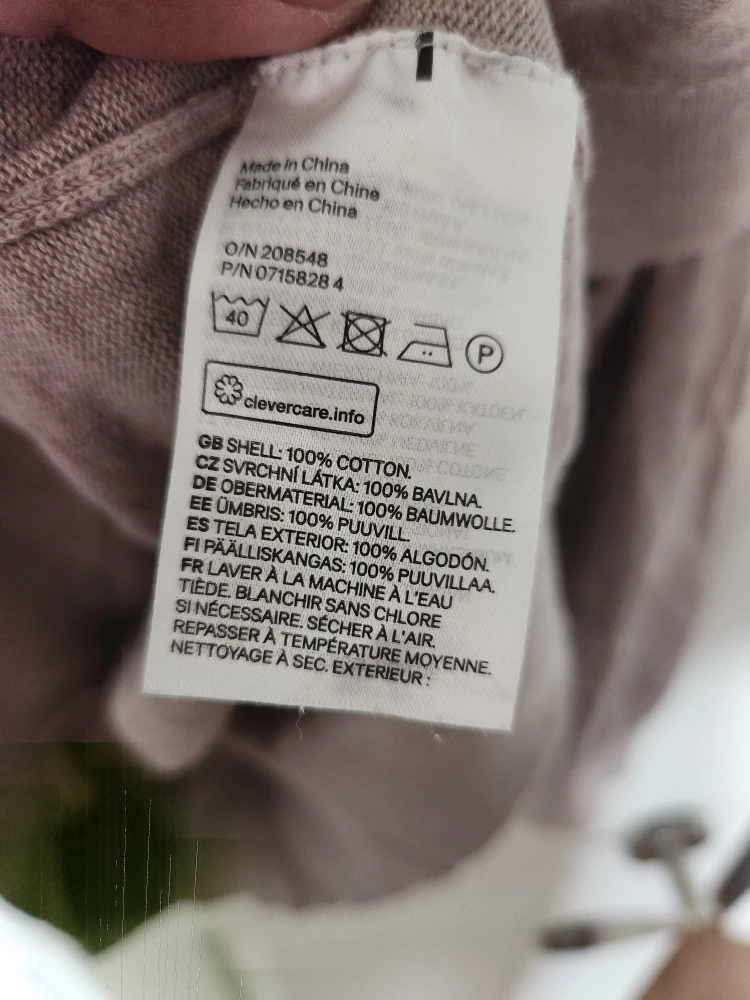 Made in China
Fabriqué en Chine
Hecho en China
O/N 208548
P/N 0715828 4
40 P
clevercare.info
GB SHELL: 100% COTTON.
CZ SVRCHNÍ LÁTKA: 100% BAVLNA.
DE OBERMATERIAL: 100% BAUMWOLLE.
EE ÜMBRIS: 100% PUUVILL.
ES TELA EXTERIOR: 100% ALGODÓN.
FI PÄÄLLISKANGAS: 100% PUUVILLAA.
FR LAVER À LA MACHINE À L'EAU
TIÈDE. BLANCHIR SANS CHLORE
SI NÉCESSAIRE. SÉCHER À L'AIR.
REPASSER À TEMPÉRATURE MOYENNE.
NETTOYAGE À SEC. EXTERIEUR :